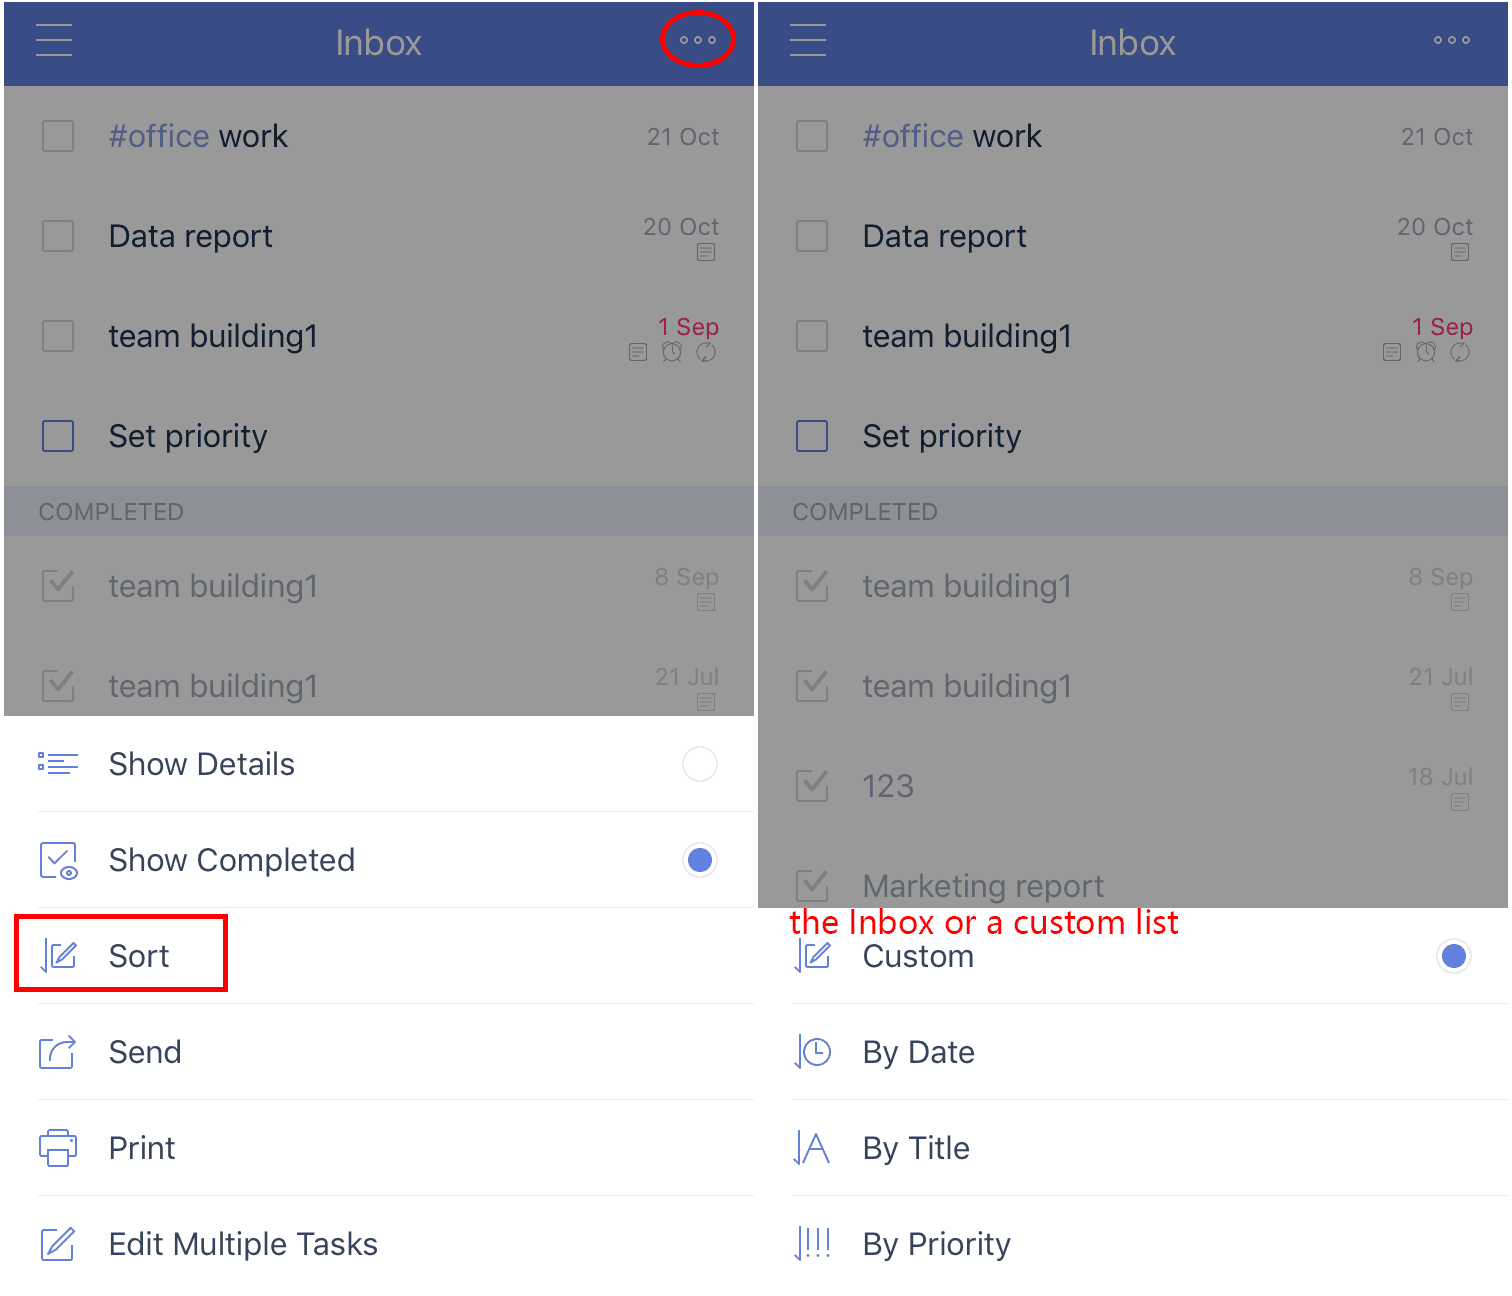 Inbox
#office work 21 Oct
Data report 20 Oct
team building1 1 Sep
Set priority
COMPLETED
team building1 8 Sep
team building1 21 Jul
Show Details
Show Completed
Sort
Send
Print
Edit Multiple Tasks
Inbox
#office work 21 Oct
Data report 20 Oct
team building1 1 Sep
Set priority
COMPLETED
team building1 8 Sep
team building1 21 Jul
123 18 Jul
Marketing report
the Inbox or a custom list
Custom
By Date
By Title
By Priority